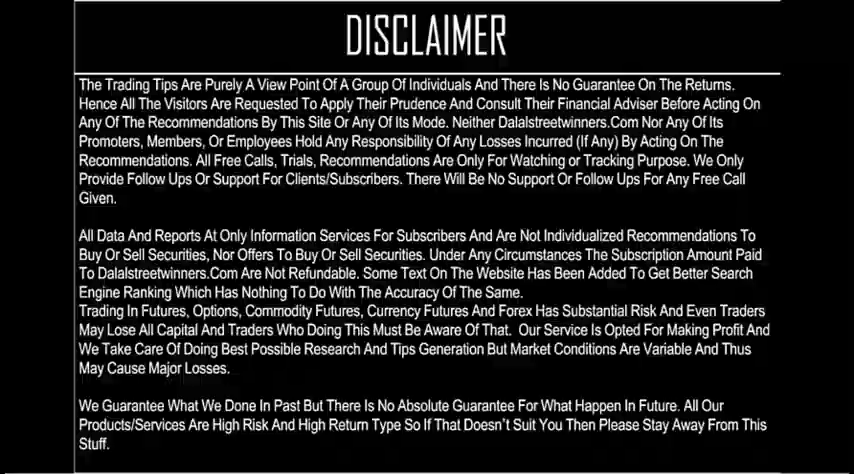 DISCLAIMER
The Trading Tips Are Purely A View Point Of A Group Of Individuals And There Is No Guarantee On The Returns.
Hence All The Visitors Are Requested To Apply Their Prudence And Consult Their Financial Adviser Before Acting On
Any Of The Recommendations By This Site Or Any Of Its Mode. Neither Dalalstreetwinners.Com Nor Any Of Its
Promoters, Members, Or Employees Hold Any Responsibility Of Any Losses Incurred (If Any) By Acting On The
Recommendations. All Free Calls, Trials, Recommendations Are Only For Watching or Tracking Purpose. We Only
Provide Follow Ups Or Support For Clients/Subscribers. There Will Be No Support Or Follow Ups For Any Free Call
Given.
All Data And Reports At Only Information Services For Subscribers And Are Not Individualized Recommendations To
Buy Or Sell Securities, Nor Offers To Buy Or Sell Securities. Under Any Circumstances The Subscription Amount Paid
To Dalalstreetwinners.Com Are Not Refundable. Some Text On The Website Has Been Added To Get Better Search
Engine Ranking Which Has Nothing To Do With The Accuracy Of The Same.
Trading In Futures, Options, Commodity Futures, Currency Futures And Forex Has Substantial Risk And Even Traders
May Lose All Capital And Traders Who Doing This Must Be Aware Of That. Our Service Is Opted For Making Profit And
We Take Care Of Doing Best Possible Research And Tips Generation But Market Conditions Are Variable And Thus
May Cause Major Losses.
We Guarantee What We Done In Past But There Is No Absolute Guarantee For What Happen In Future. All Our
Products/Services Are High Risk And High Return Type So If That Doesn't Suit You Then Please Stay Away From This
Stuff.